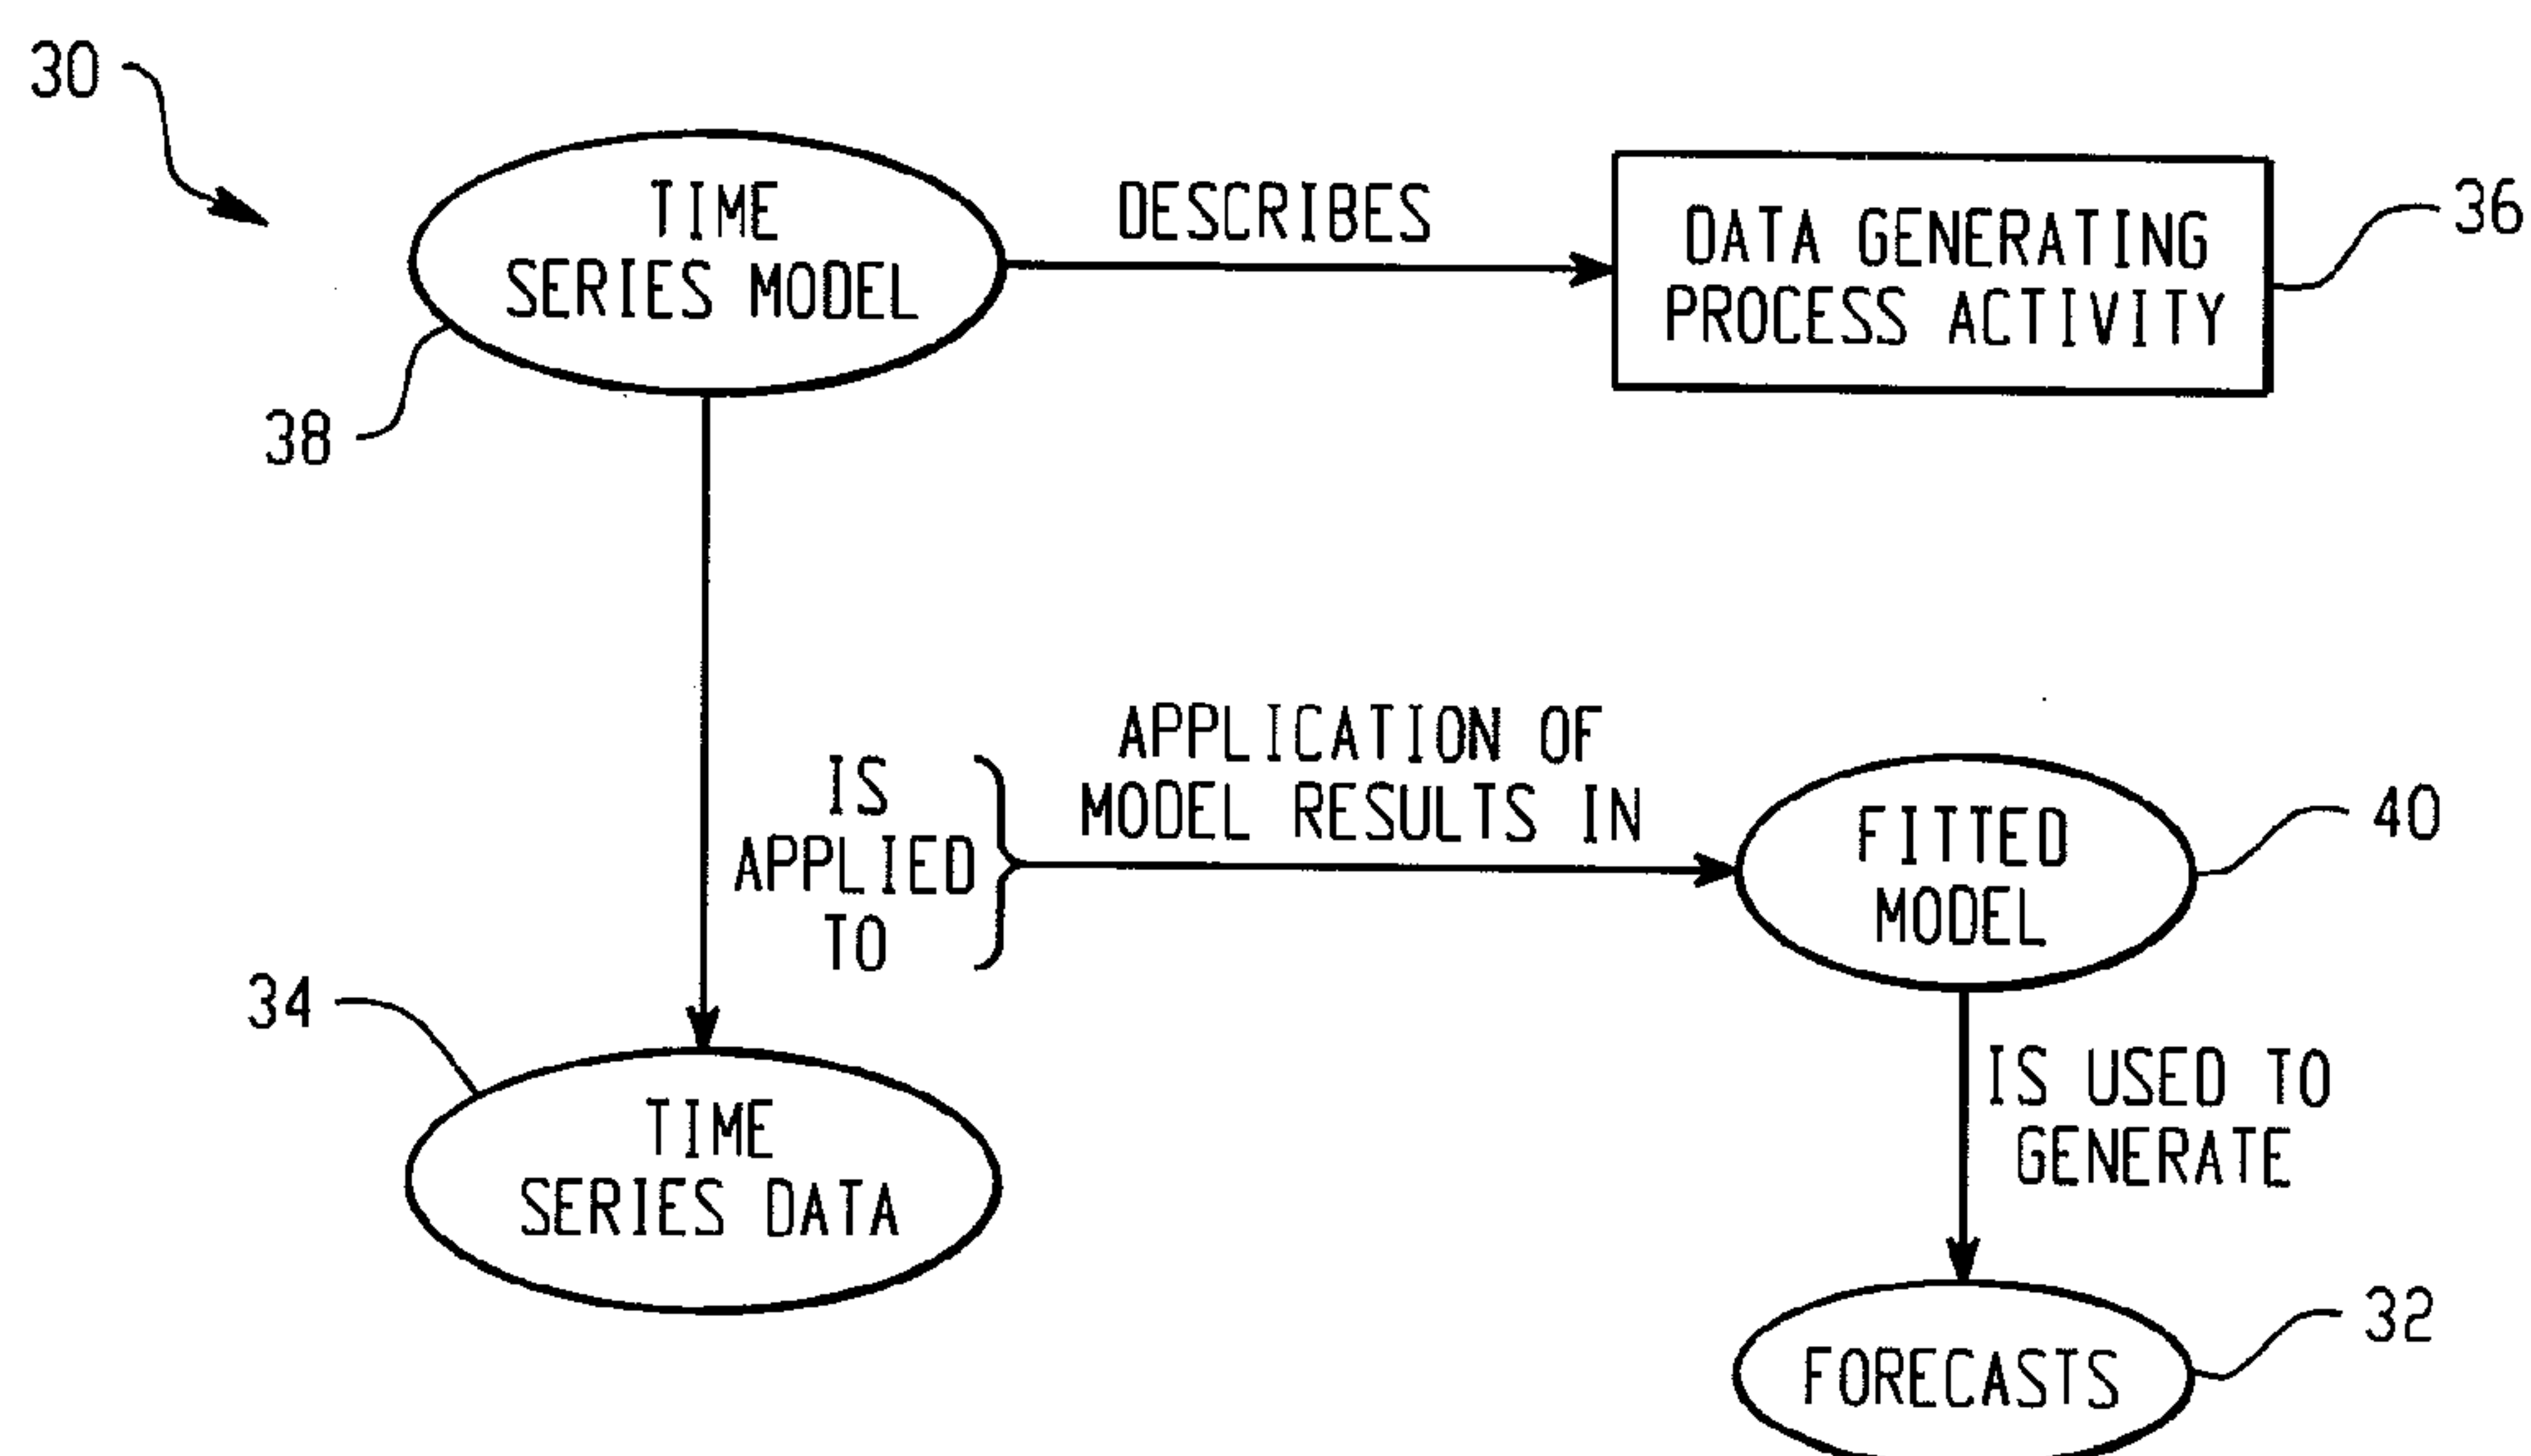 30
TIME
SERIES MODEL
38
DESCRIBES
DATA GENERATING
PROCESS ACTIVITY
36
IS
APPLIED
TO
APPLICATION OF
MODEL RESULTS IN
FITTED
MODEL
40
34
TIME
SERIES DATA
IS USED TO
GENERATE
FORECASTS
32